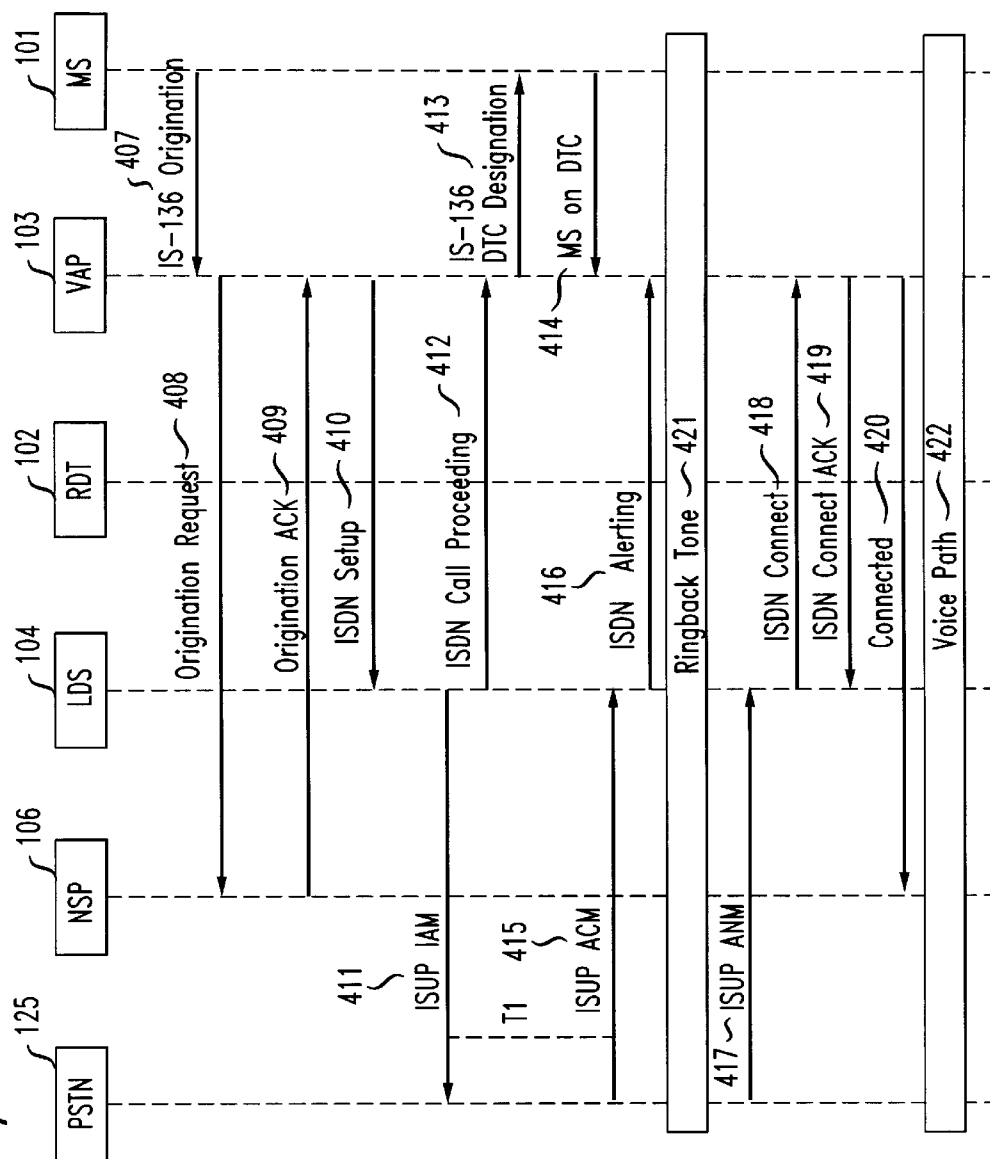 125
106
104
102
103
101
PSTN
NSP
LDS
RDT
VAP
MS
407
IS-136 Origination
Origination Request 408
Origination ACK 409
ISDN Setup 410
411
ISUP IAM
ISDN Call Proceeding 412
IS-136 413
DTC Designation
T1
414 MS on DTC
415
ISUP ACM
416
ISDN Alerting
Ringback Tone 421
417 ISUP ANM
ISDN Connect 418
ISDN Connect ACK 419
Connected 420
Voice Path 422